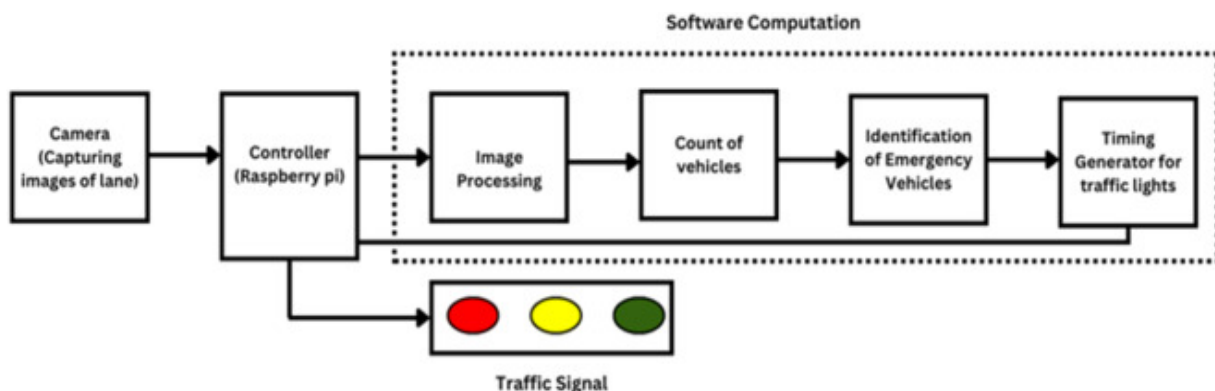 Software Computation
Camera
(Capturing
images of lane)
Controller
(Raspberry pi)
Image
Processing
Count of
vehicles
Identification
of Emergency
Vehicles
Timing
Generator for
traffic lights
Traffic Signal